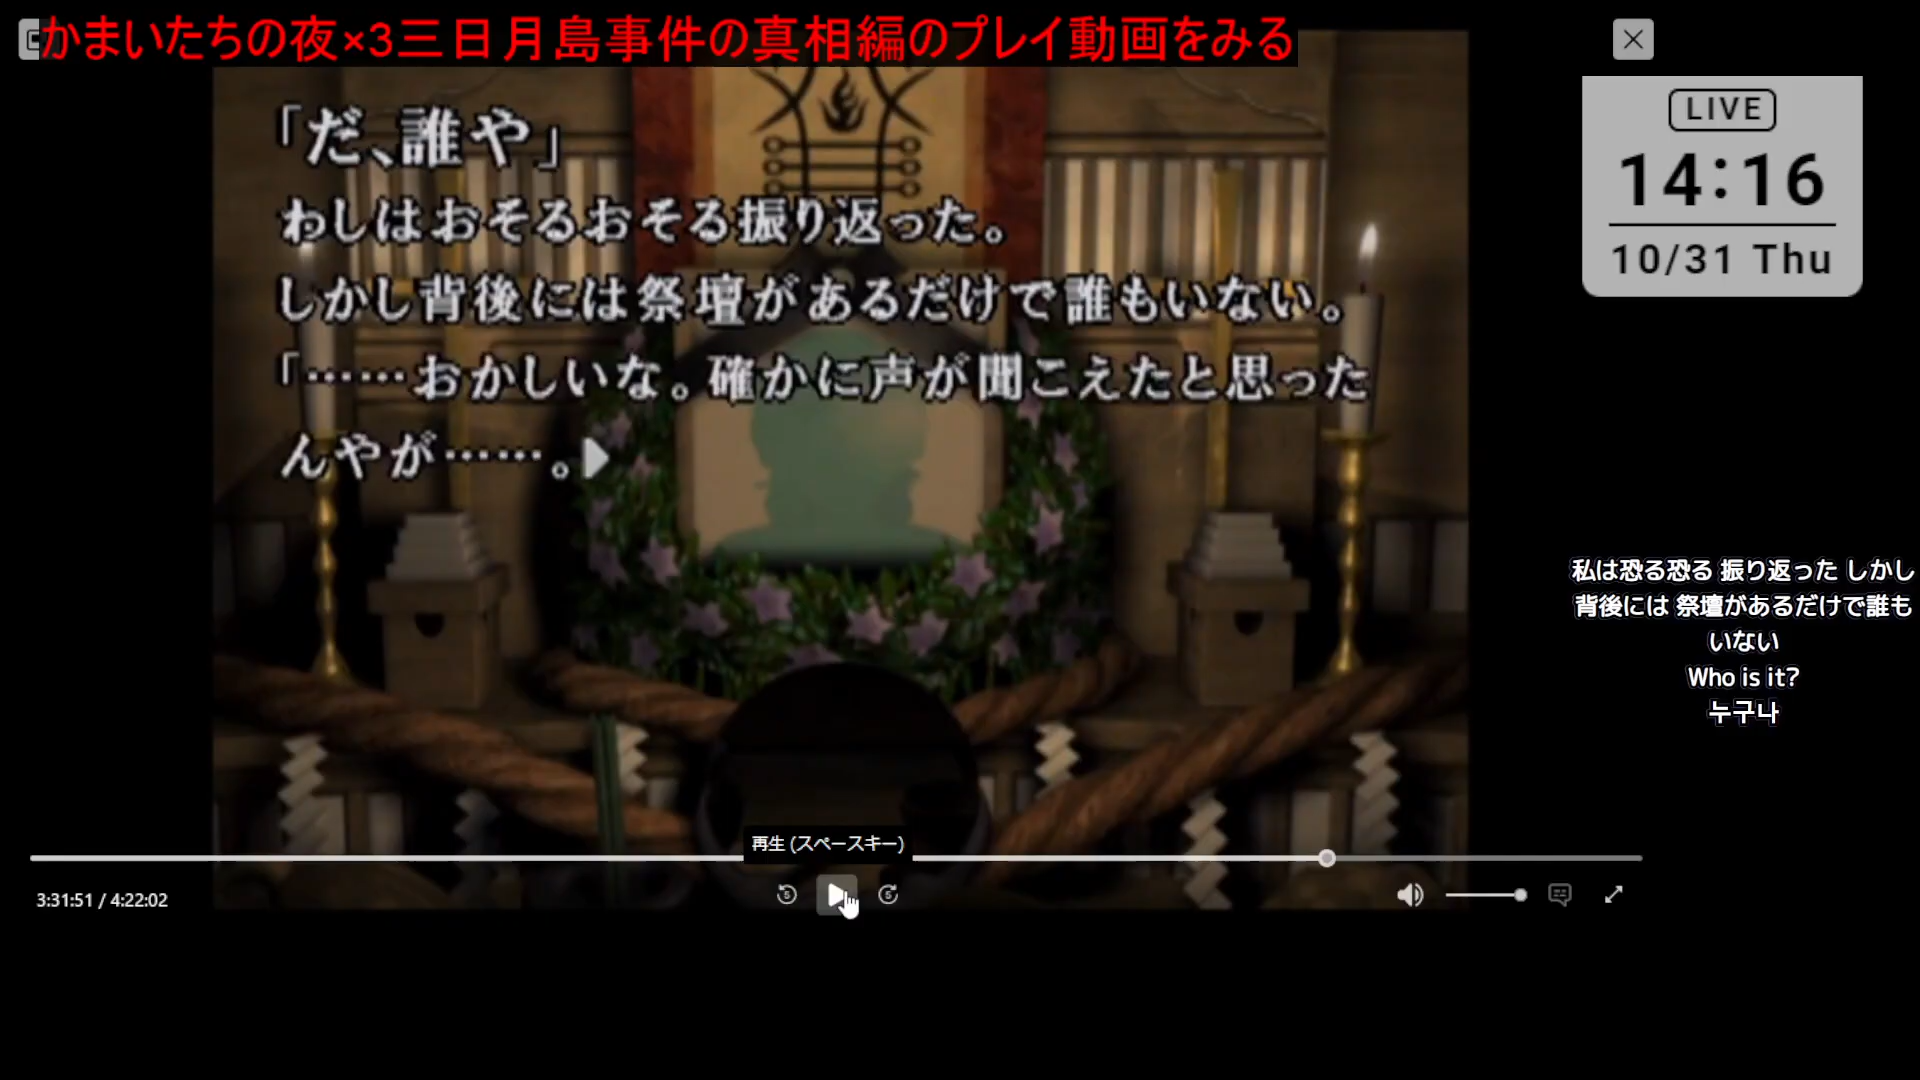 かまいたちの夜×3三日月島事件の真相編のプレイ動画をみる
「だ、誰や」
わしはおそるおそる振り返った。
しかし背後には祭壇があるだけで誰もいない。
「……おかしいな。確かに声が聞こえたと思った
んやが……。
LIVE
14:16
10/31 Thu
私は恐る恐る 振り返った しかし
背後には 祭壇があるだけで誰も
いない
Who is it?
누구나
再生 (スペースキー)
3:31:51 / 4:22:02
5
5